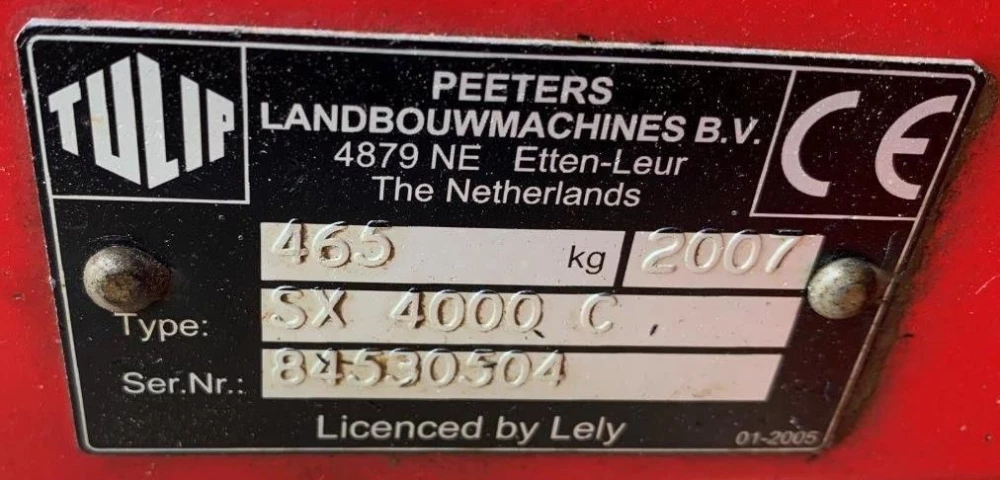 TULIP
PEETERS
LANDBOUWMACHINES B.V.
4879 NE Etten-Leur
The Netherlands
CE
465 kg 2007
Type: SX 4000 C
Ser.Nr.: 84530504
Licenced by Lely
01-2005